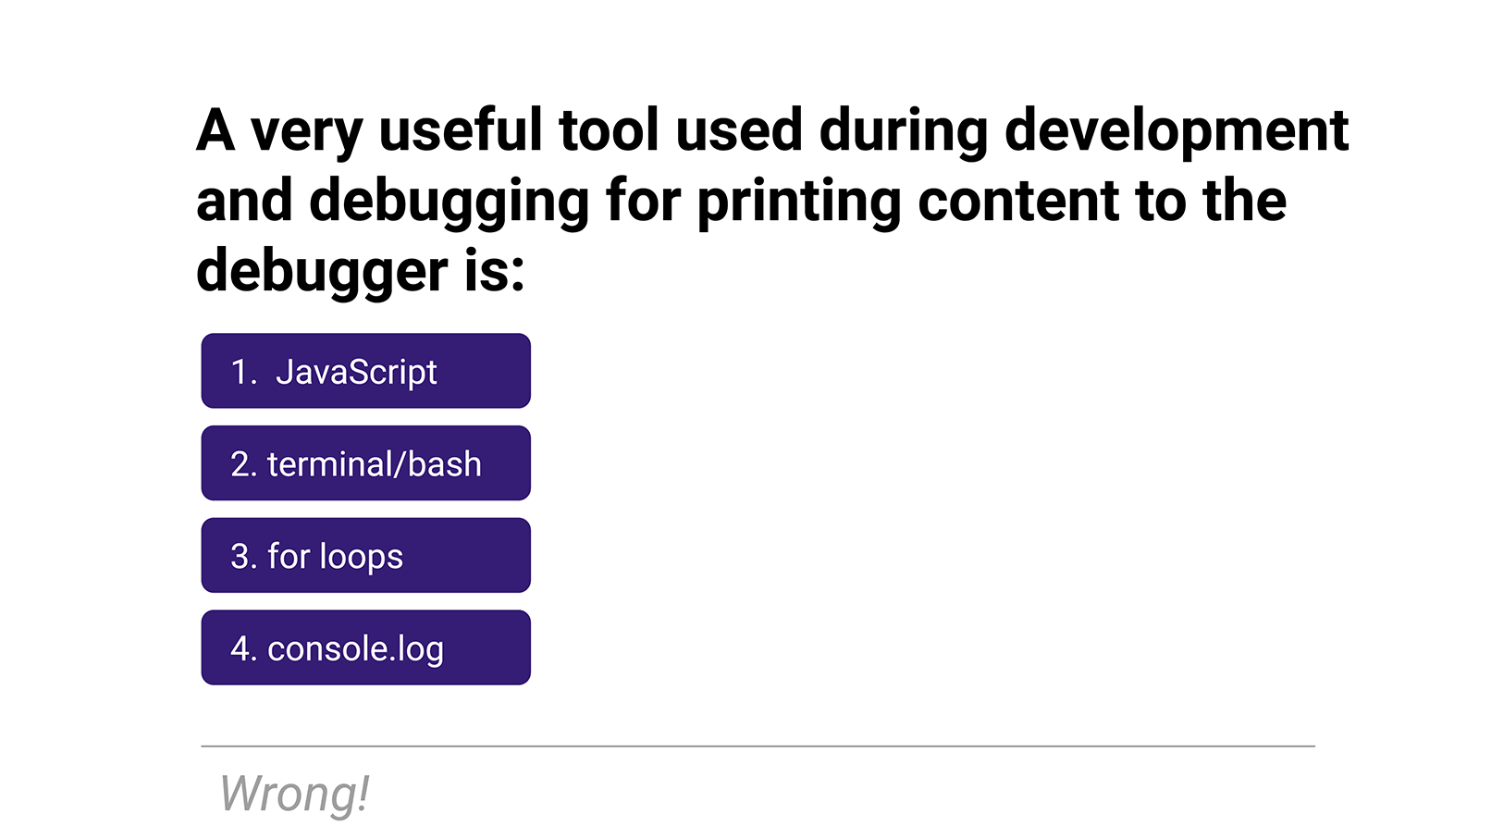 A very useful tool used during development
and debugging for printing content to the
debugger is:
1. JavaScript
2. terminal/bash
3. for loops
4. console.log
Wrong!